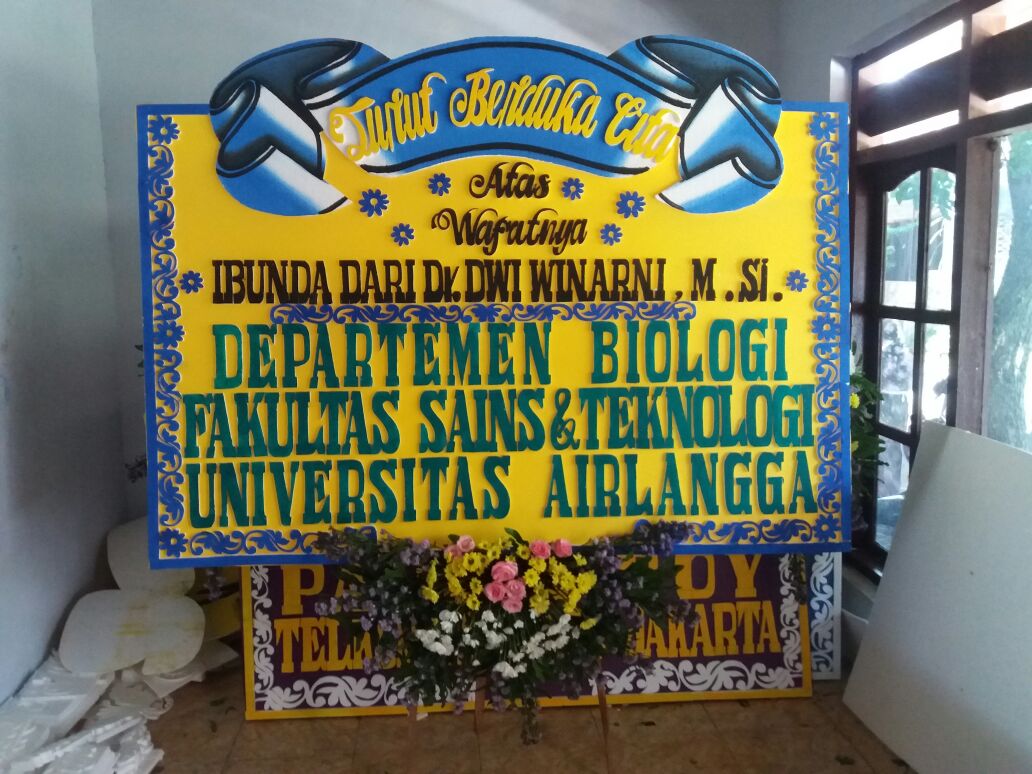 Turut Berduka Cita
Atas
Wafatnya
IBUNDA DARI Dr. DWI WINARNI, M.Si.
DEPARTEMEN BIOLOGI
FAKULTAS SAINS & TEKNOLOGI
UNIVERSITAS AIRLANGGA